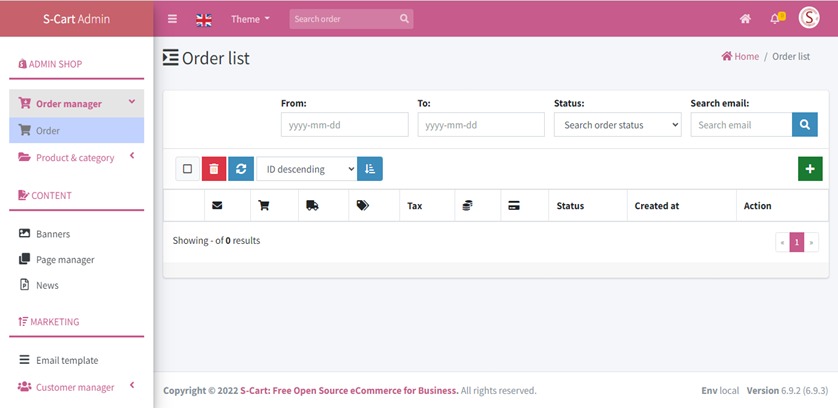 S-Cart Admin
Theme
Search order
0
ADMIN SHOP
Order manager
Order
Product & category
CONTENT
Banners
Page manager
News
MARKETING
Email template
Customer manager
Order list
Home / Order list
From:
To:
Status:
Search email:
yyyy-mm-dd
yyyy-mm-dd
Search order status
Search email
ID descending
Tax
Status
Created at
Action
Showing - of 0 results
« 1 »
Copyright © 2022 S-Cart: Free Open Source eCommerce for Business. All rights reserved.
Env local Version 6.9.2 (6.9.3)